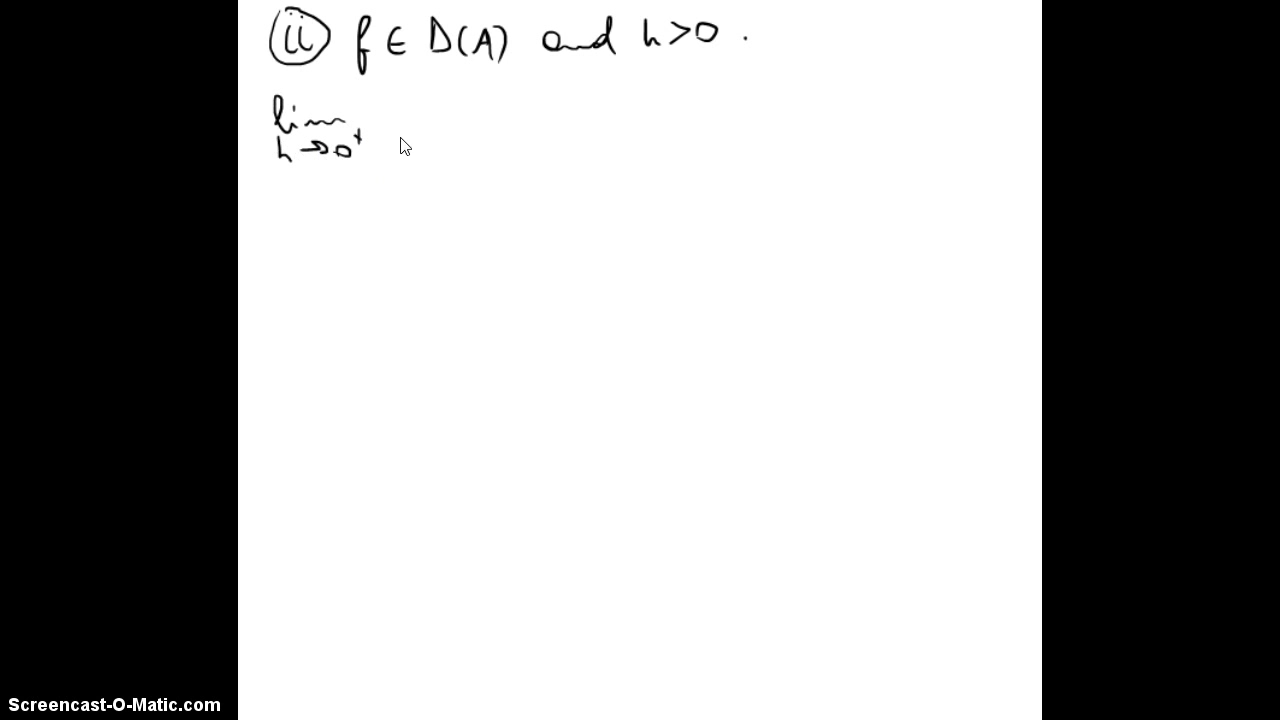 (ii) f ∈ D(A) and h>0 .
lim
h→0⁺
Screencast-O-Matic.com